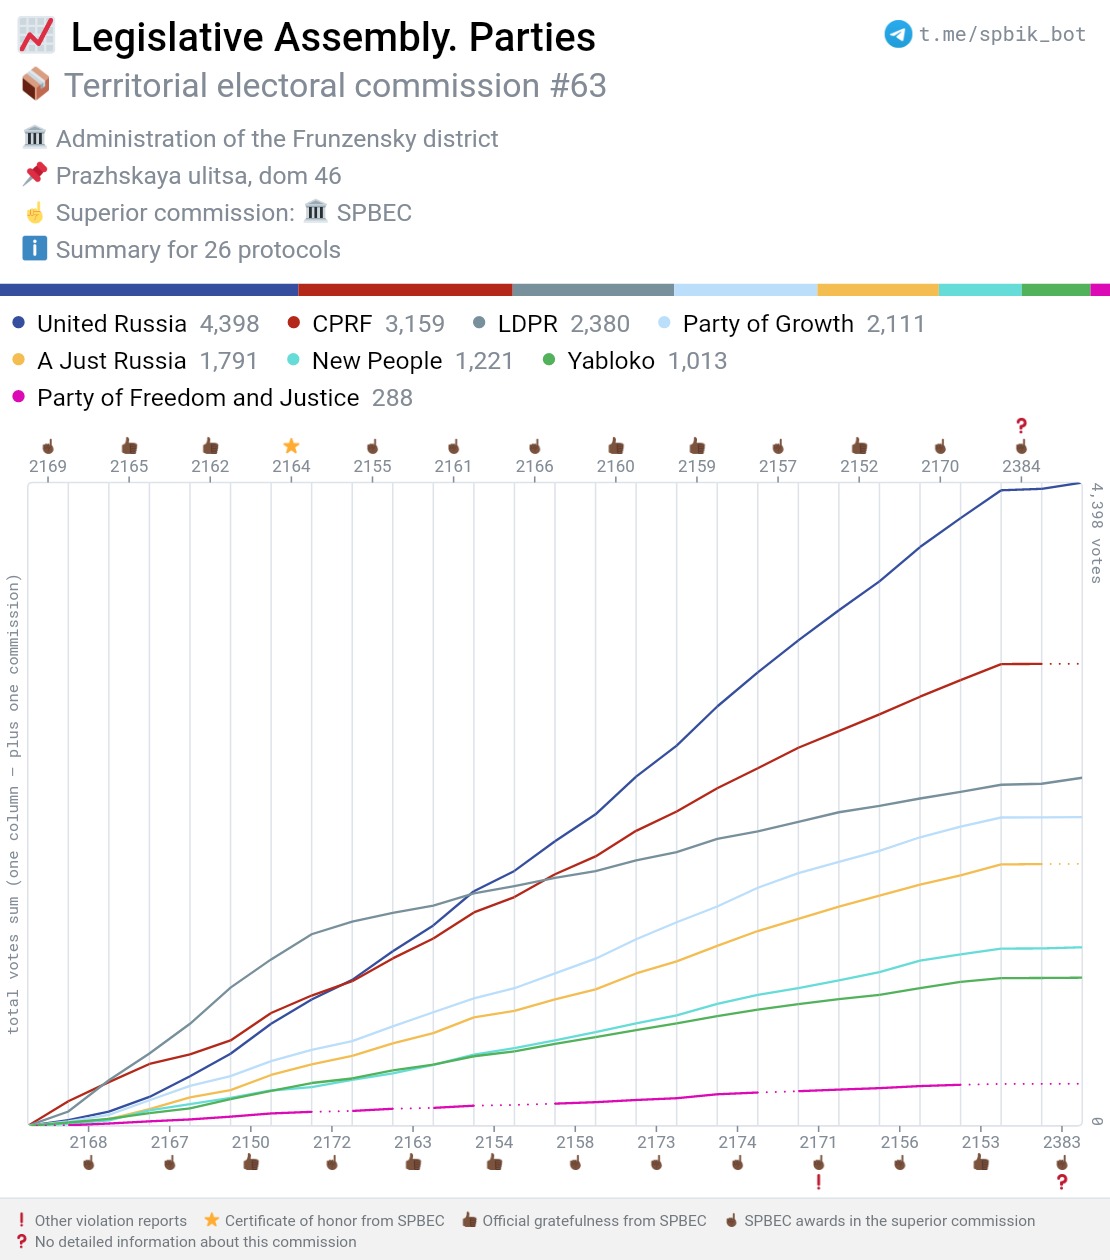 Legislative Assembly. Parties
t.me/spbik_bot
Territorial electoral commission #63
Administration of the Frunzensky district
Prazhskaya ulitsa, dom 46
Superior commission: SPBEC
Summary for 26 protocols
United Russia 4,398 CPRF 3,159 LDPR 2,380 Party of Growth 2,111
A Just Russia 1,791 New People 1,221 Yabloko 1,013
Party of Freedom and Justice 288
2169 2165 2162 2164 2155 2161 2166 2160 2159 2157 2152 2170 2384
4,398 votes
total votes sum (one column – plus one commission)
0
2168 2167 2150 2172 2163 2154 2158 2173 2174 2171 2156 2153 2383
Other violation reports Certificate of honor from SPBEC Official gratefulness from SPBEC SPBEC awards in the superior commission
No detailed information about this commission